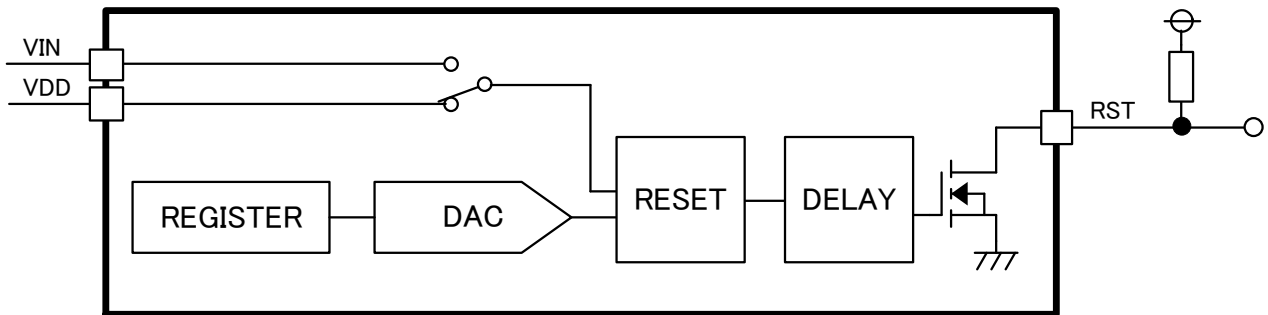 VIN
VDD
RST
RESET
DELAY
REGISTER
DAC